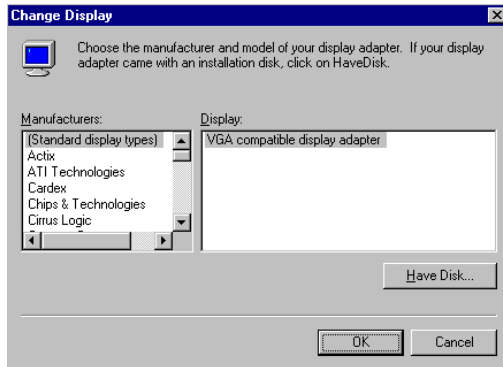 Change Display
Choose the manufacturer and model of your display adapter. If your display
adapter came with an installation disk, click on HaveDisk.
Manufacturers:
(Standard display types)
Actix
ATI Technologies
Cardex
Chips & Technologies
Cirrus Logic
Display:
VGA compatible display adapter
Have Disk...
OK
Cancel